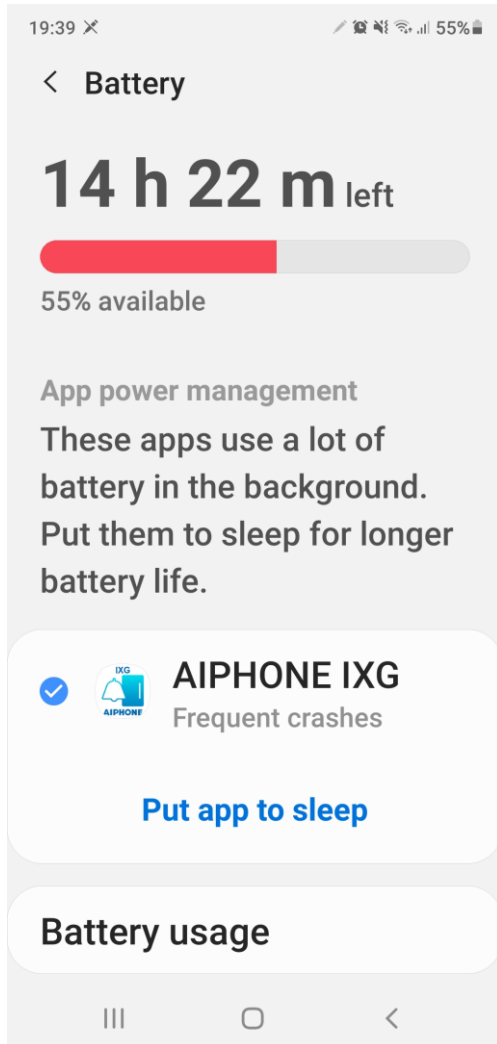 19:39 55%
Battery
14 h 22 m left
55% available
App power management
These apps use a lot of
battery in the background.
Put them to sleep for longer
battery life.
IXG
AIPHONE
AIPHONE IXG
Frequent crashes
Put app to sleep
Battery usage